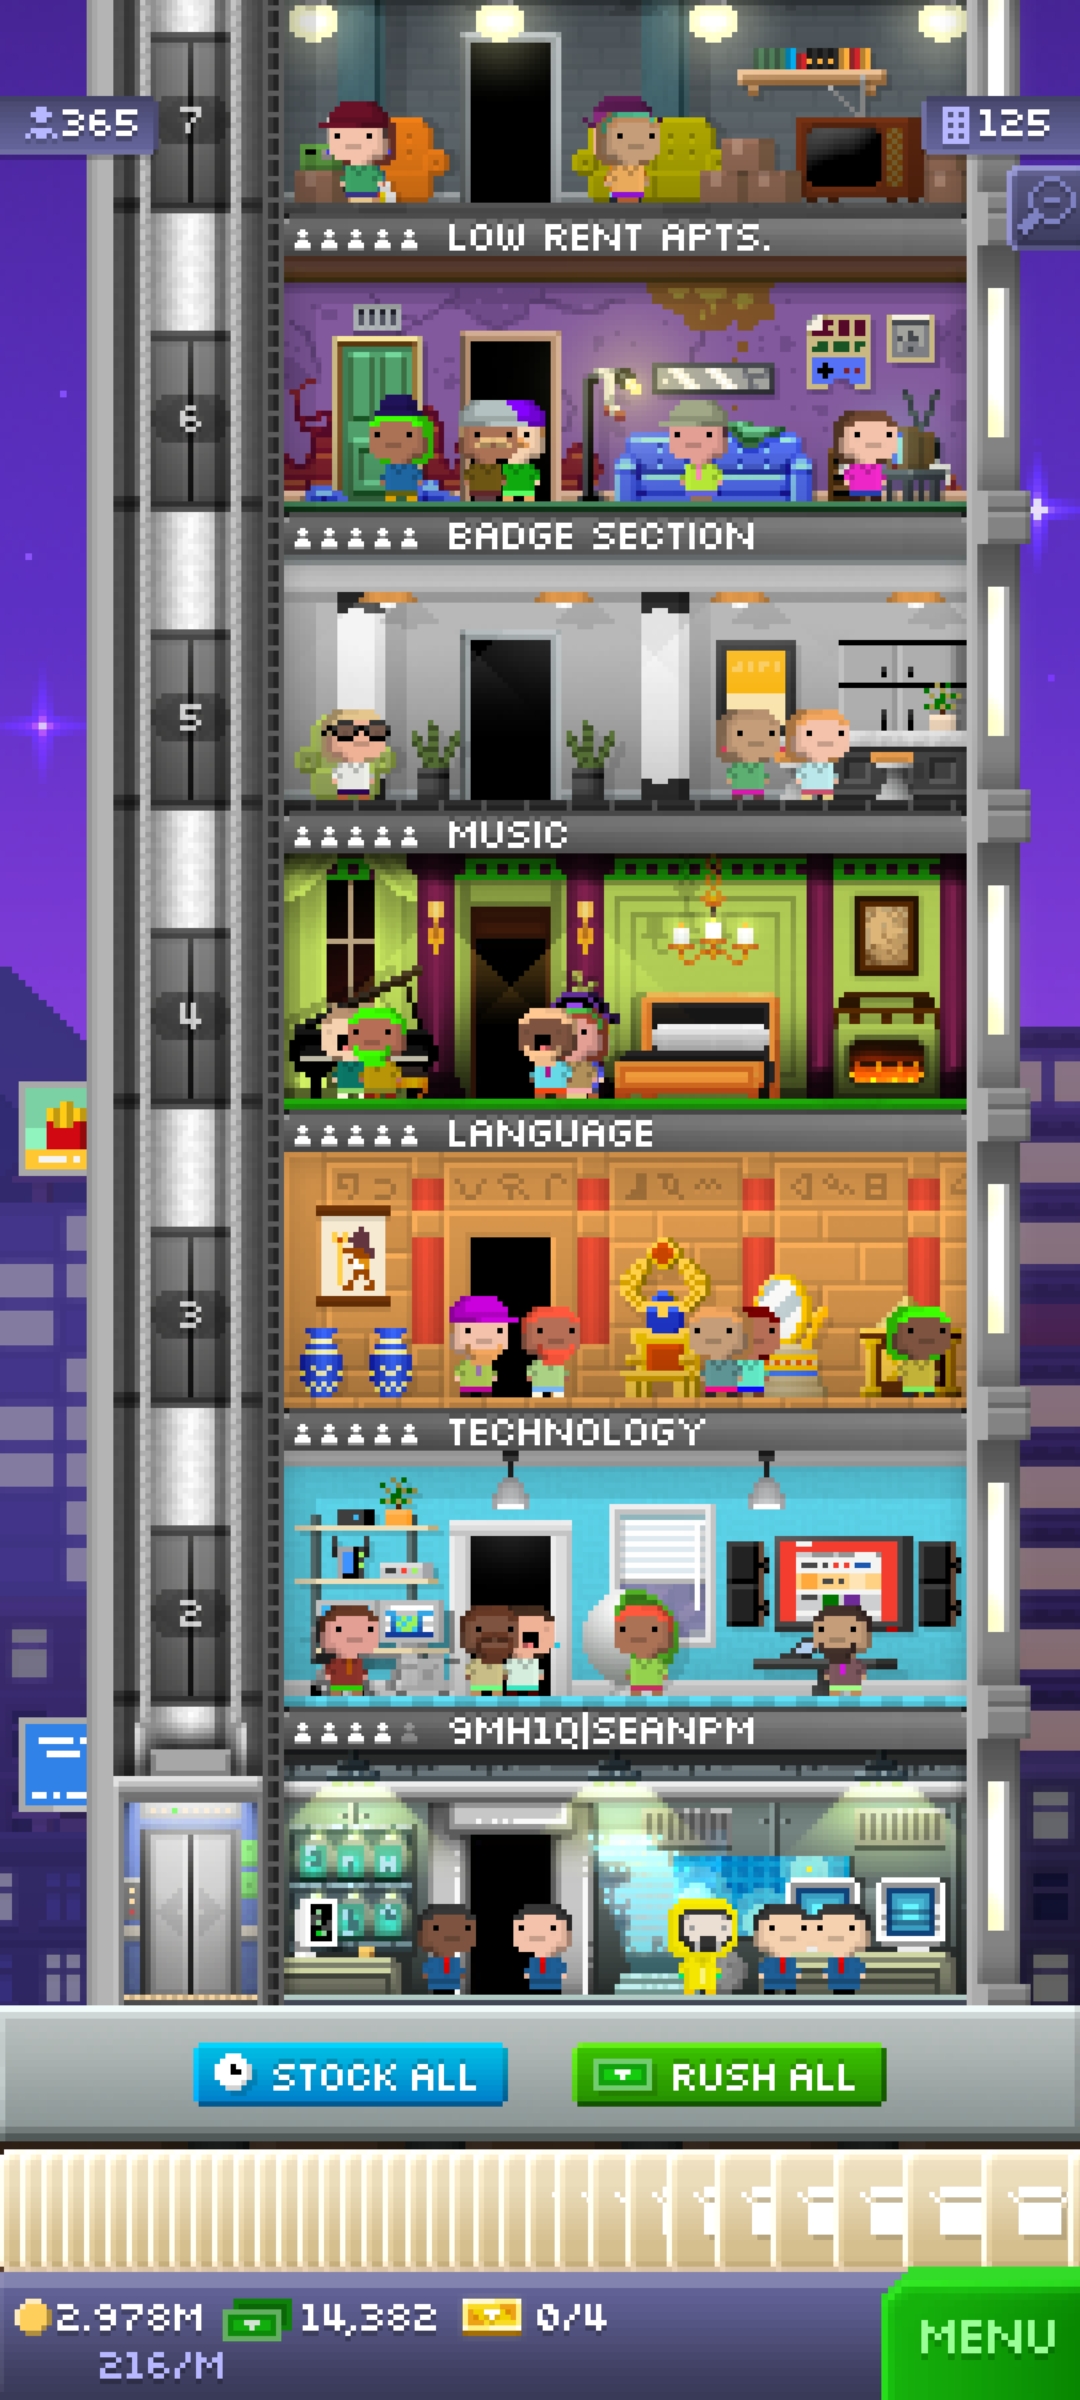 7
365
125
LOW RENT APTS.
6
BADGE SECTION
5
MUSIC
4
LANGUAGE
3
TECHNOLOGY
2
9MH1Q|SEANPM
STOCK ALL
RUSH ALL
2.978M
14,382
0/4
216/M
MENU